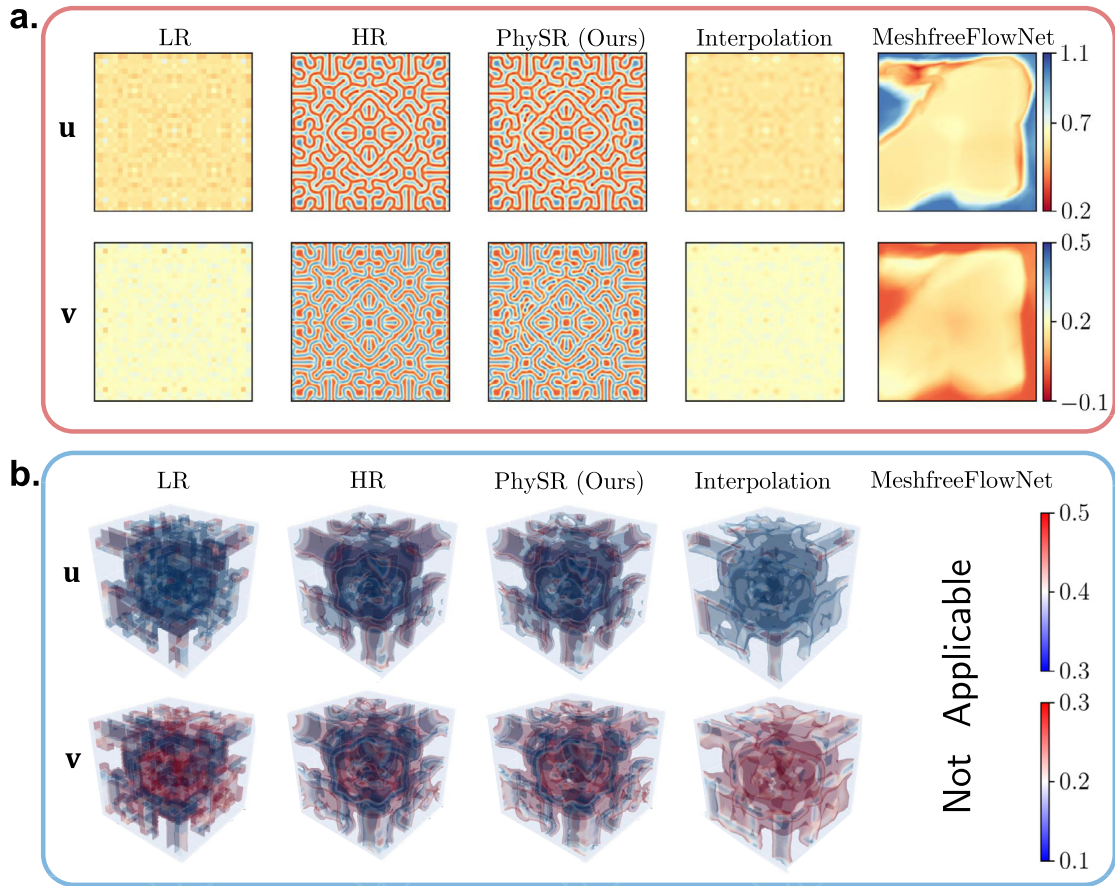 a.
LR HR PhySR (Ours) Interpolation MeshfreeFlowNet
u
1.1
0.7
0.2
v
0.5
0.2
−0.1
b.
LR HR PhySR (Ours) Interpolation MeshfreeFlowNet
u
0.5
0.4
0.3
v
0.3
0.2
0.1
Not Applicable